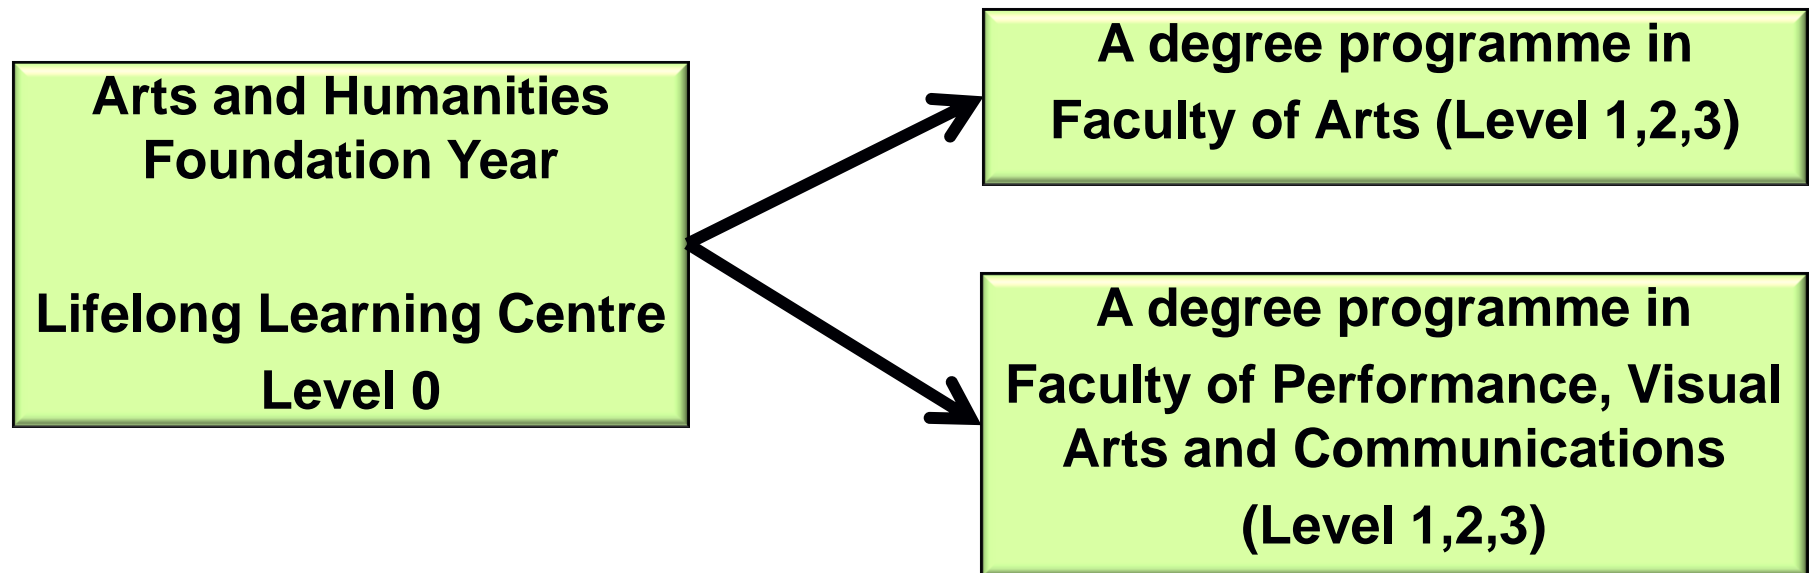 Arts and Humanities
Foundation Year
Lifelong Learning Centre
Level 0
A degree programme in
Faculty of Arts (Level 1,2,3)
A degree programme in
Faculty of Performance, Visual
Arts and Communications
(Level 1,2,3)